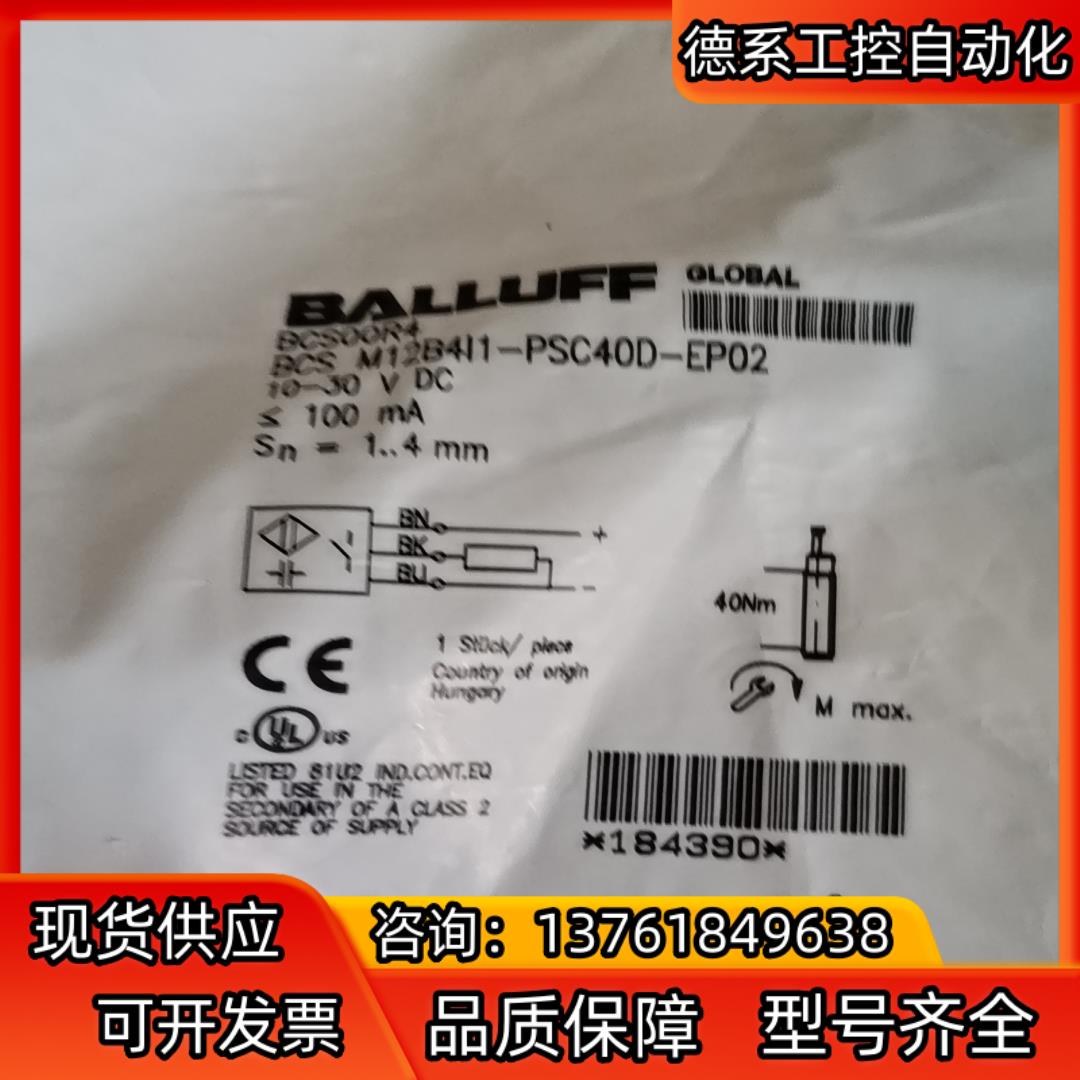 德系工控自动化
BALLUFF GLOBAL
BCS00R4
BCS M12B4I1-PSC40D-EP02
10-30 V DC
≤ 100 mA
Sn = 1..4 mm
BN
+
BK
BU
-
40Nm
M max.
CE
1 Stück/ piece
Country of origin
Hungary
c UL us
LISTED 81U2 IND.CONT.EQ
FOR USE IN THE
SECONDARY OF A CLASS 2
SOURCE OF SUPPLY
*184390*
现货供应
咨询：13761849638
可开发票 品质保障 型号齐全